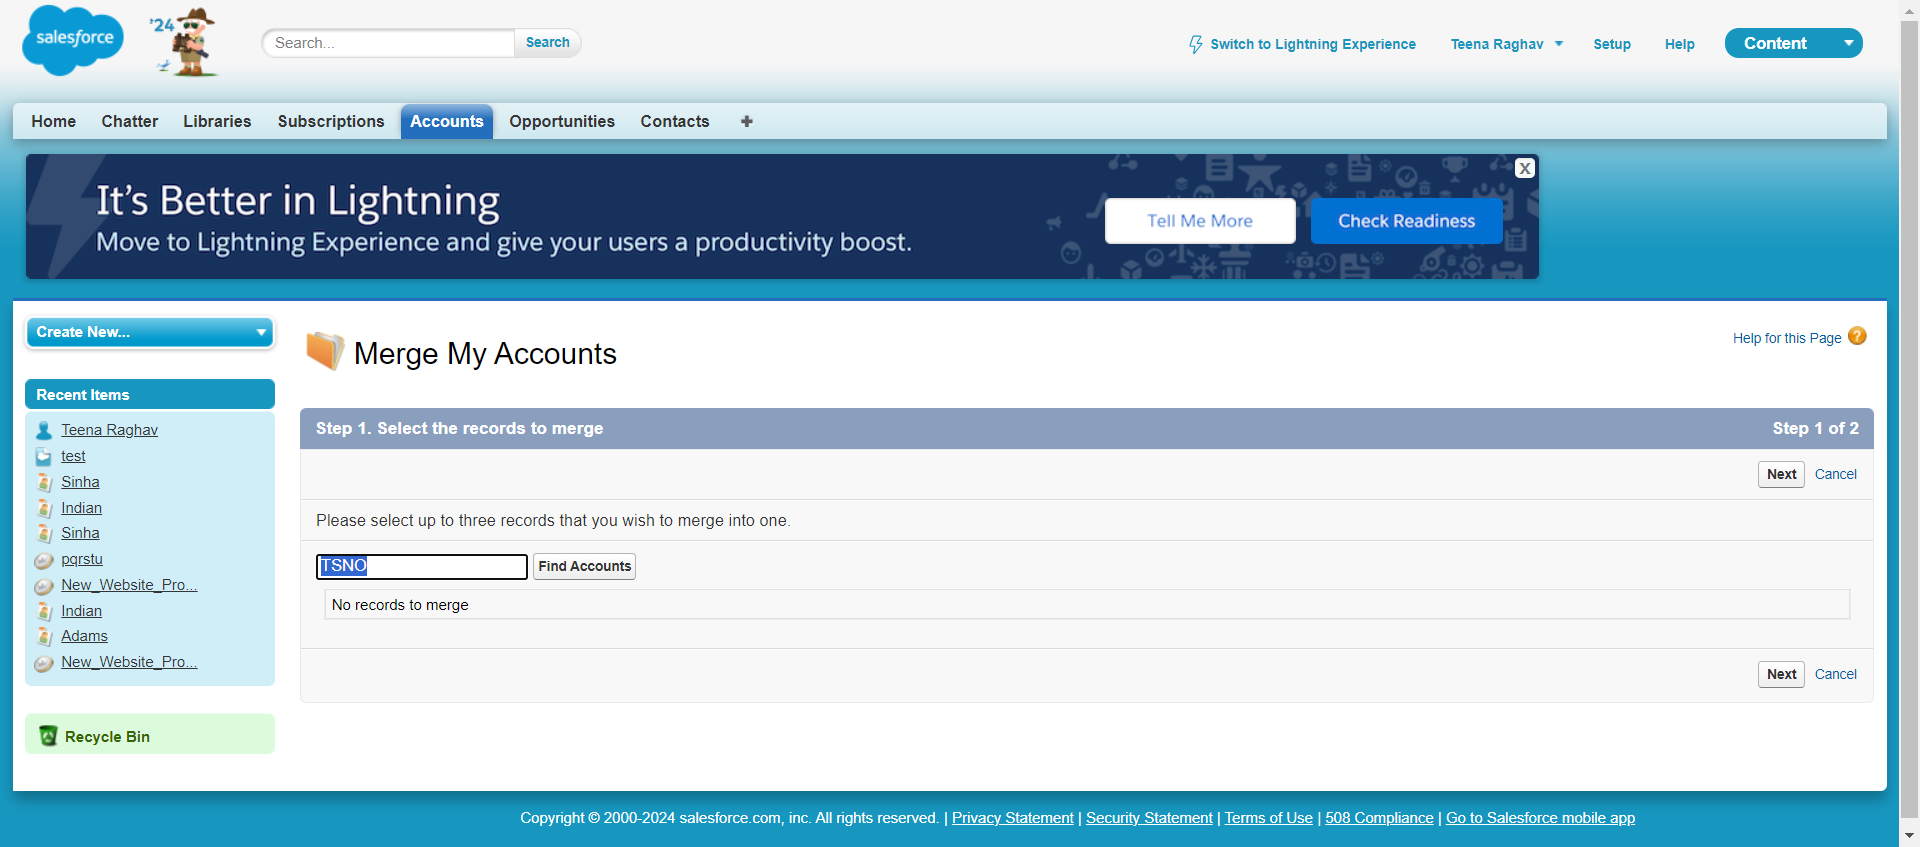 salesforce
'24
Search...
Search
Switch to Lightning Experience
Teena Raghav
Setup
Help
Content
Home
Chatter
Libraries
Subscriptions
Accounts
Opportunities
Contacts
+
It's Better in Lightning
Move to Lightning Experience and give your users a productivity boost.
Tell Me More
Check Readiness
X
Create New...
Merge My Accounts
Help for this Page ?
Recent Items
Teena Raghav
test
Sinha
Indian
Sinha
pqrstu
New_Website_Pro...
Indian
Adams
New_Website_Pro...
Recycle Bin
Step 1. Select the records to merge
Step 1 of 2
Next
Cancel
Please select up to three records that you wish to merge into one.
TSNO
Find Accounts
No records to merge
Next
Cancel
Copyright © 2000-2024 salesforce.com, inc. All rights reserved. | Privacy Statement | Security Statement | Terms of Use | 508 Compliance | Go to Salesforce mobile app